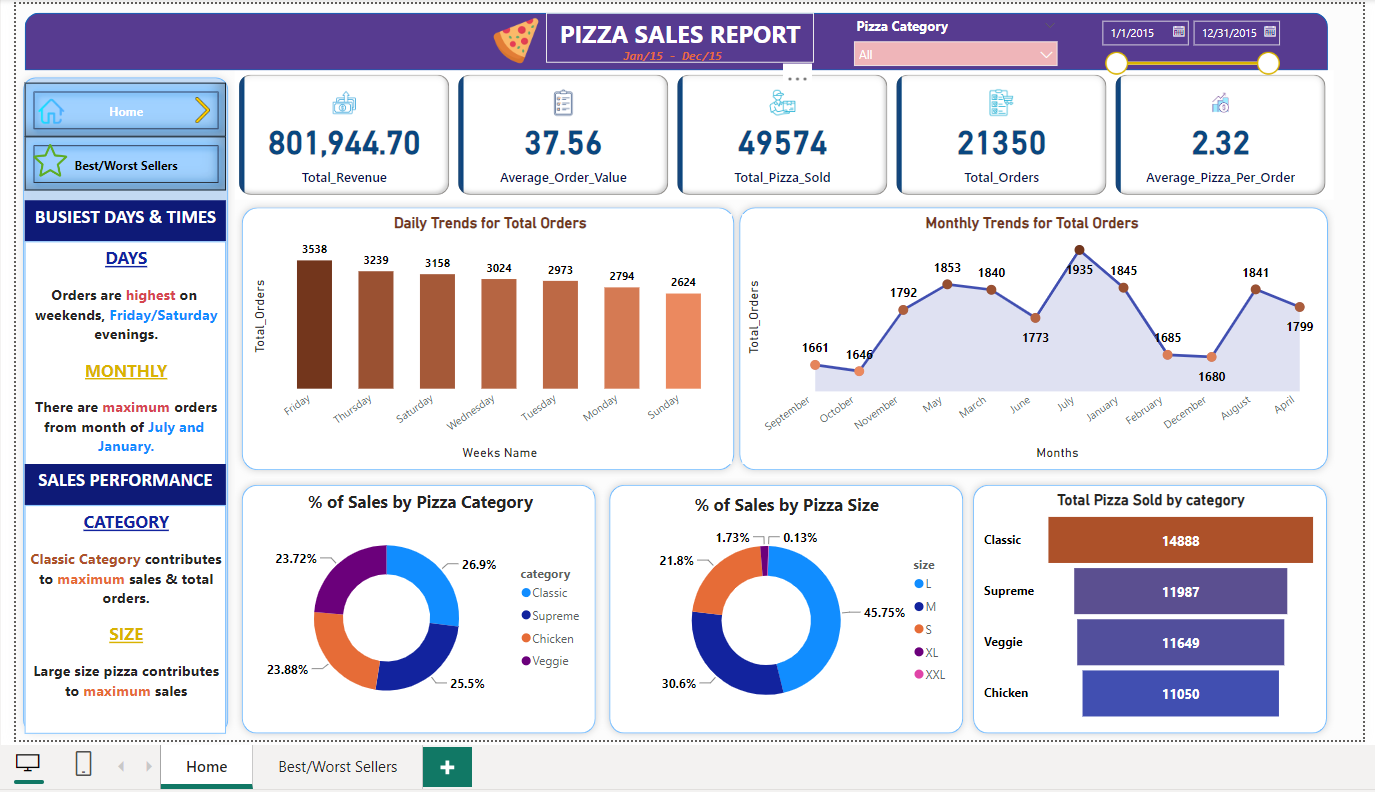 PIZZA SALES REPORT
Jan/15 - Dec/15
Pizza Category
All
1/1/2015
12/31/2015
Home
Best/Worst Sellers
BUSIEST DAYS & TIMES
DAYS
Orders are highest on
weekends, Friday/Saturday
evenings.
MONTHLY
There are maximum orders
from month of July and
January.
SALES PERFORMANCE
CATEGORY
Classic Category contributes
to maximum sales & total
orders.
SIZE
Large size pizza contributes
to maximum sales
801,944.70
Total_Revenue
37.56
Average_Order_Value
49574
Total_Pizza_Sold
21350
Total_Orders
2.32
Average_Pizza_Per_Order
Daily Trends for Total Orders
Total_Orders
3538
3239
3158
3024
2973
2794
2624
Friday
Thursday
Saturday
Wednesday
Tuesday
Monday
Sunday
Weeks Name
Monthly Trends for Total Orders
Total_Orders
1661
1646
1792
1853
1840
1773
1935
1845
1685
1680
1841
1799
September
October
November
May
March
June
July
January
February
December
August
April
Months
% of Sales by Pizza Category
26.9%
25.5%
23.88%
23.72%
category
Classic
Supreme
Chicken
Veggie
% of Sales by Pizza Size
1.73%
0.13%
21.8%
45.75%
30.6%
size
L
M
S
XL
XXL
Total Pizza Sold by category
Classic 14888
Supreme 11987
Veggie 11649
Chicken 11050
Home
Best/Worst Sellers